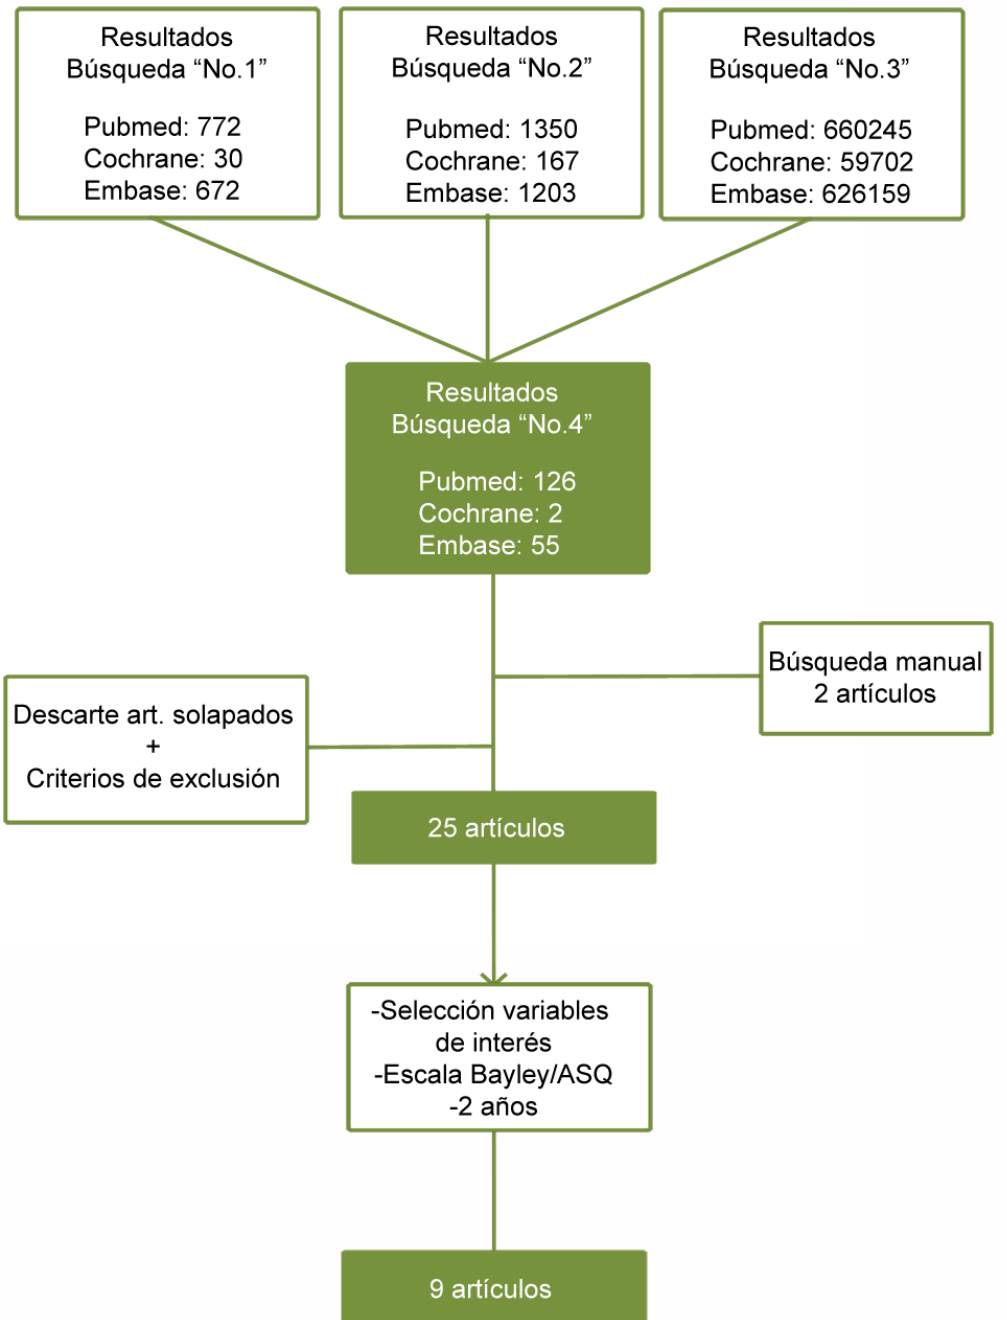 Resultados
Búsqueda “No.1”
Pubmed: 772
Cochrane: 30
Embase: 672
Resultados
Búsqueda “No.2”
Pubmed: 1350
Cochrane: 167
Embase: 1203
Resultados
Búsqueda “No.3”
Pubmed: 660245
Cochrane: 59702
Embase: 626159
Resultados
Búsqueda “No.4”
Pubmed: 126
Cochrane: 2
Embase: 55
Búsqueda manual
2 artículos
Descarte art. solapados
+
Criterios de exclusión
25 artículos
-Selección variables
de interés
-Escala Bayley/ASQ
-2 años
9 artículos